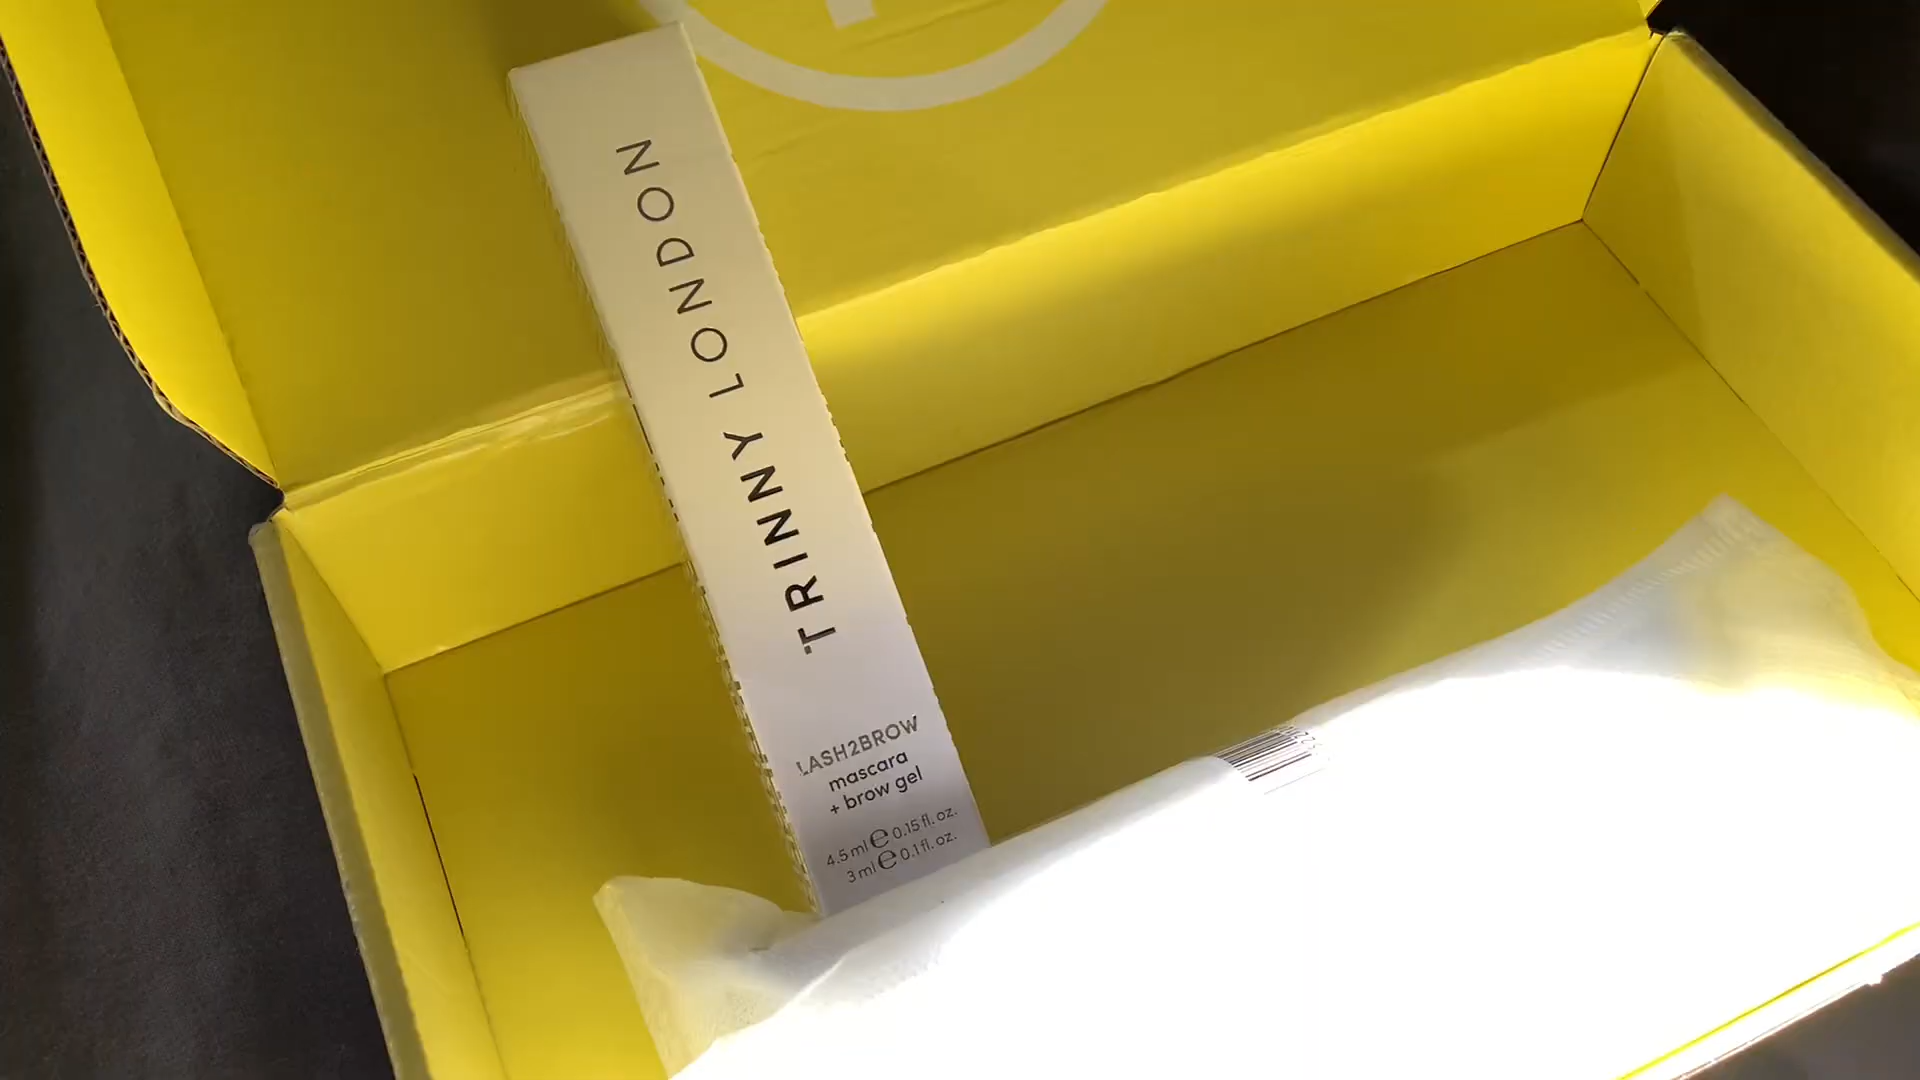 TRINNY LONDON
LASH2BROW
mascara
+ brow gel
4.5 ml ℮ 0.15 fl. oz.
3 ml ℮ 0.1 fl. oz.